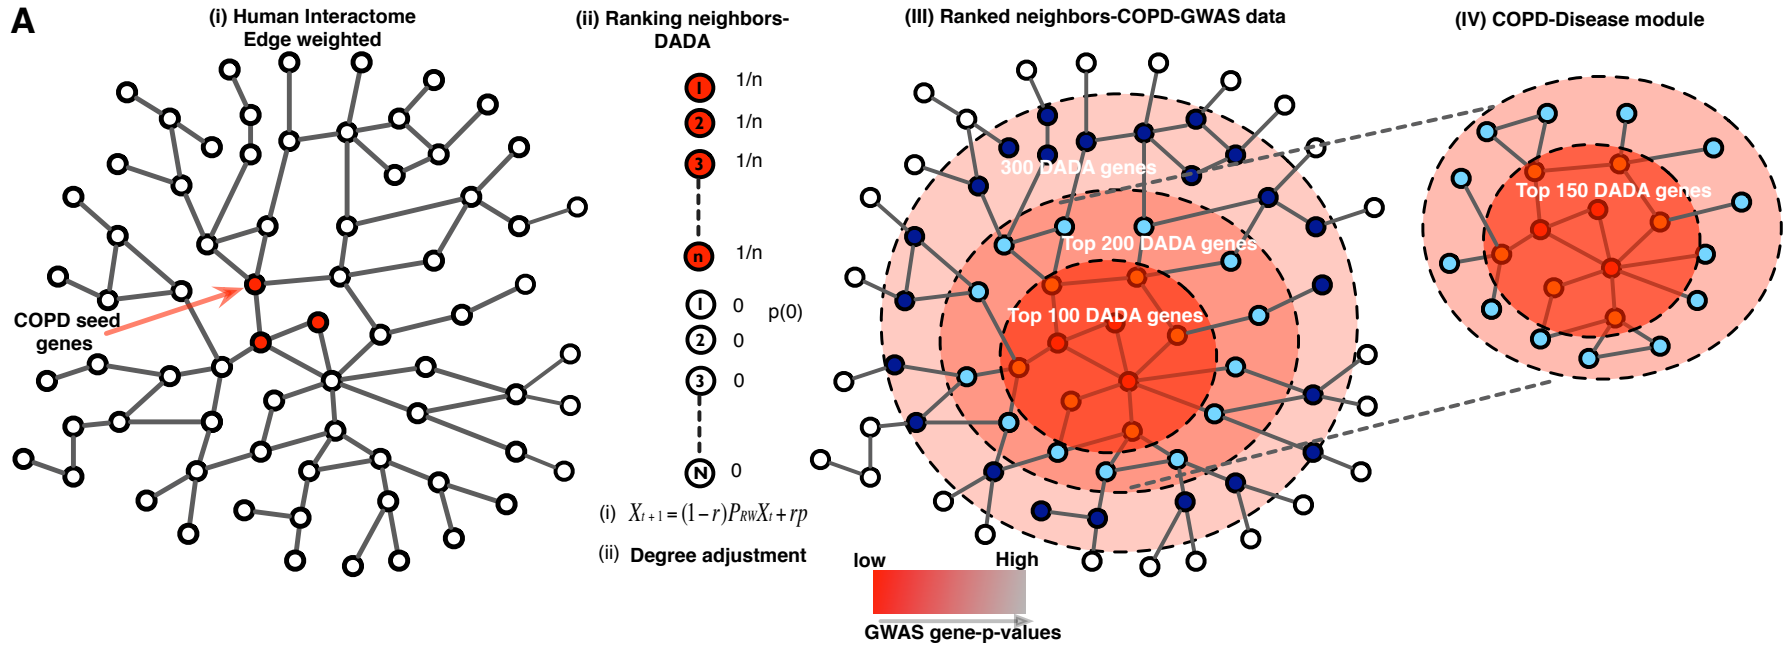 A
(i) Human Interactome
Edge weighted
COPD seed
genes
(ii) Ranking neighbors-
DADA
1 1/n
2 1/n
3 1/n
n 1/n
1 0 p(0)
2 0
3 0
N 0
(i) Xt+1 = (1−r)PRWXt + rp
(ii) Degree adjustment
(III) Ranked neighbors-COPD-GWAS data
300 DADA genes
Top 200 DADA genes
Top 100 DADA genes
low High
GWAS gene-p-values
(IV) COPD-Disease module
Top 150 DADA genes